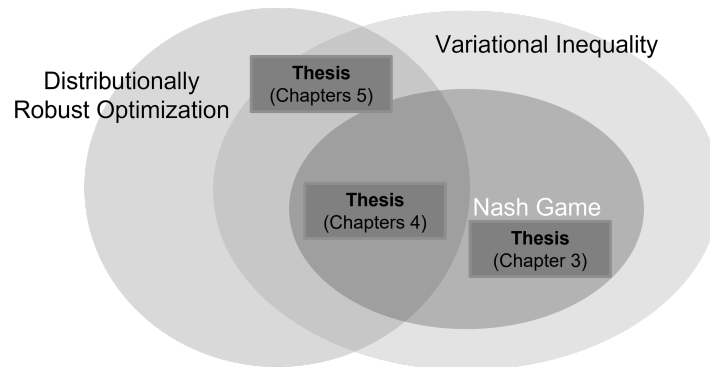 Variational Inequality
Distributionally
Robust Optimization
Thesis
(Chapters 5)
Thesis
(Chapters 4)
Nash Game
Thesis
(Chapter 3)